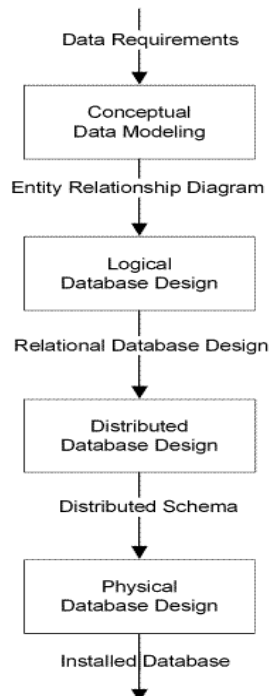 Data Requirements
Conceptual
Data Modeling
Entity Relationship Diagram
Logical
Database Design
Relational Database Design
Distributed
Database Design
Distributed Schema
Physical
Database Design
Installed Database